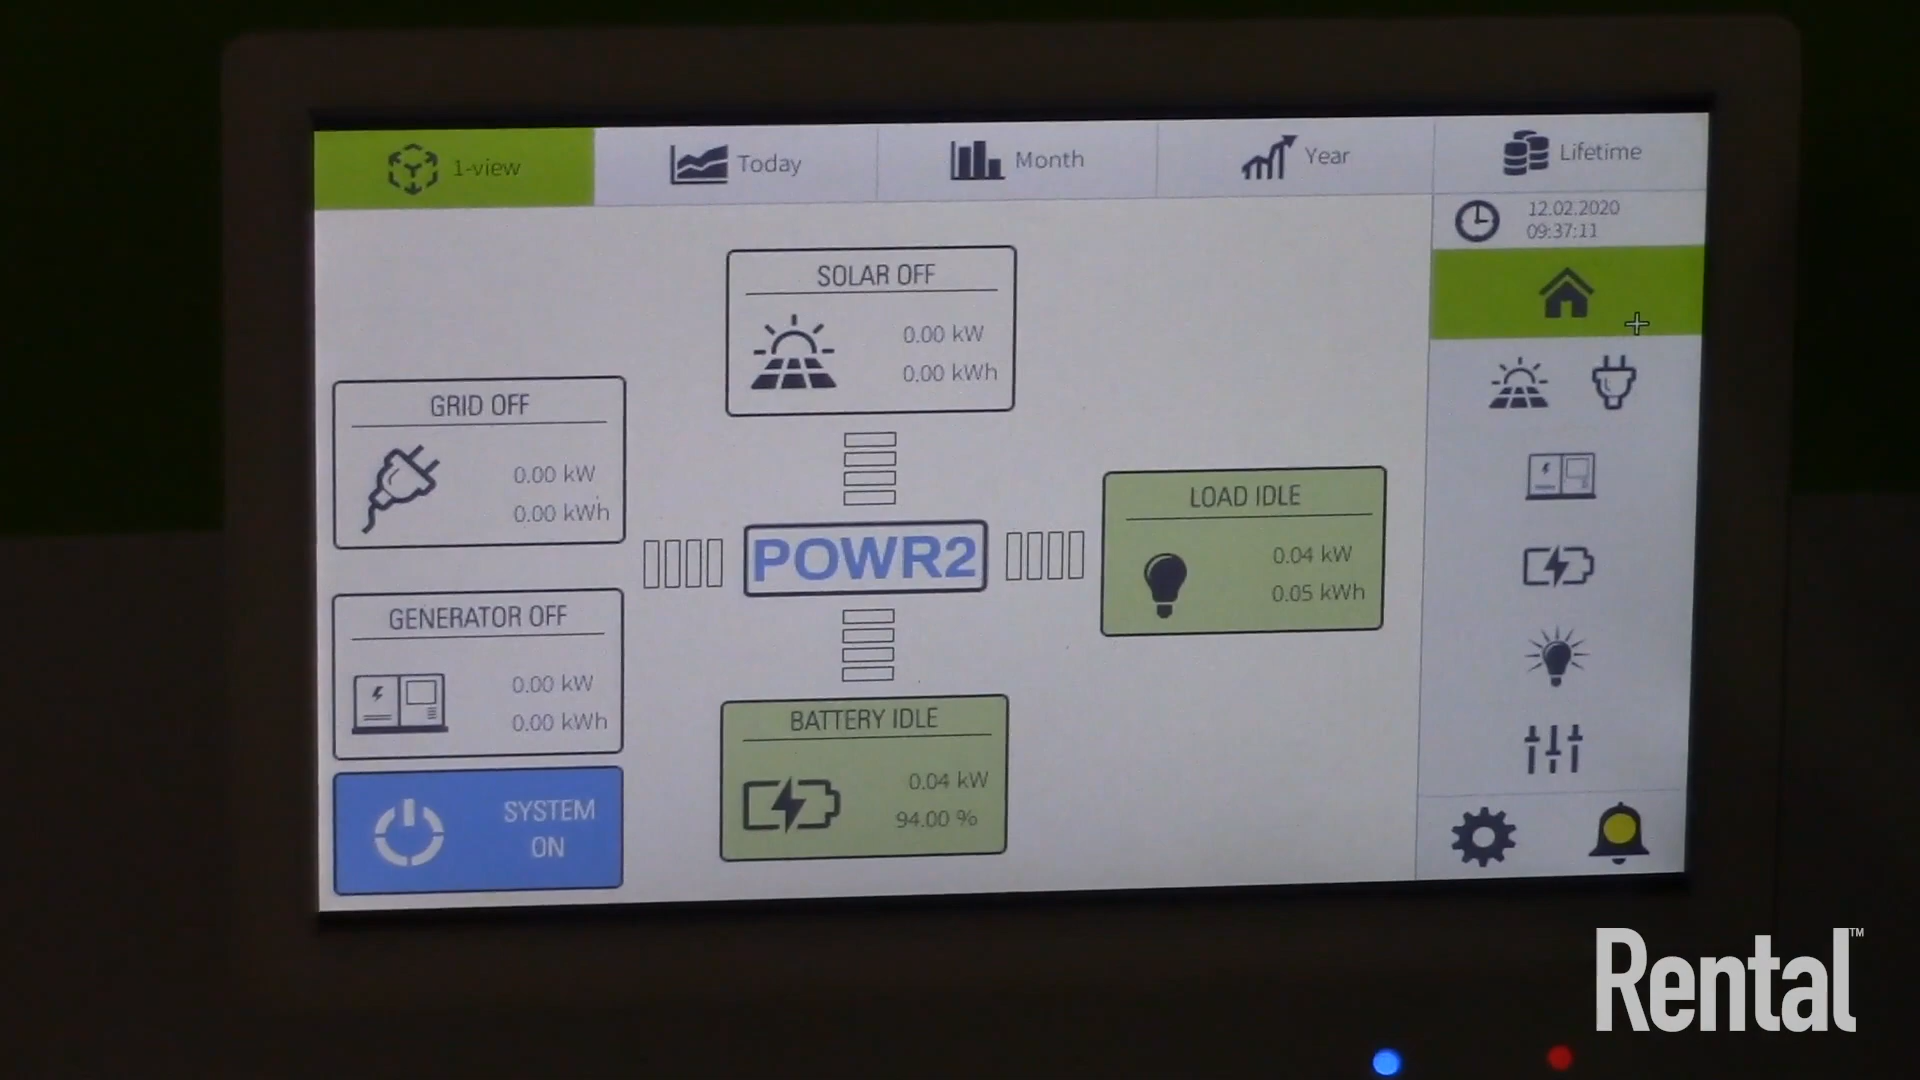 1-view
Today
Month
Year
Lifetime
12.02.2020
09:37:11
SOLAR OFF
0.00 kW
0.00 kWh
GRID OFF
0.00 kW
0.00 kWh
POWR2
LOAD IDLE
0.04 kW
0.05 kWh
GENERATOR OFF
0.00 kW
0.00 kWh
BATTERY IDLE
0.04 kW
94.00 %
SYSTEM
ON
Rental™